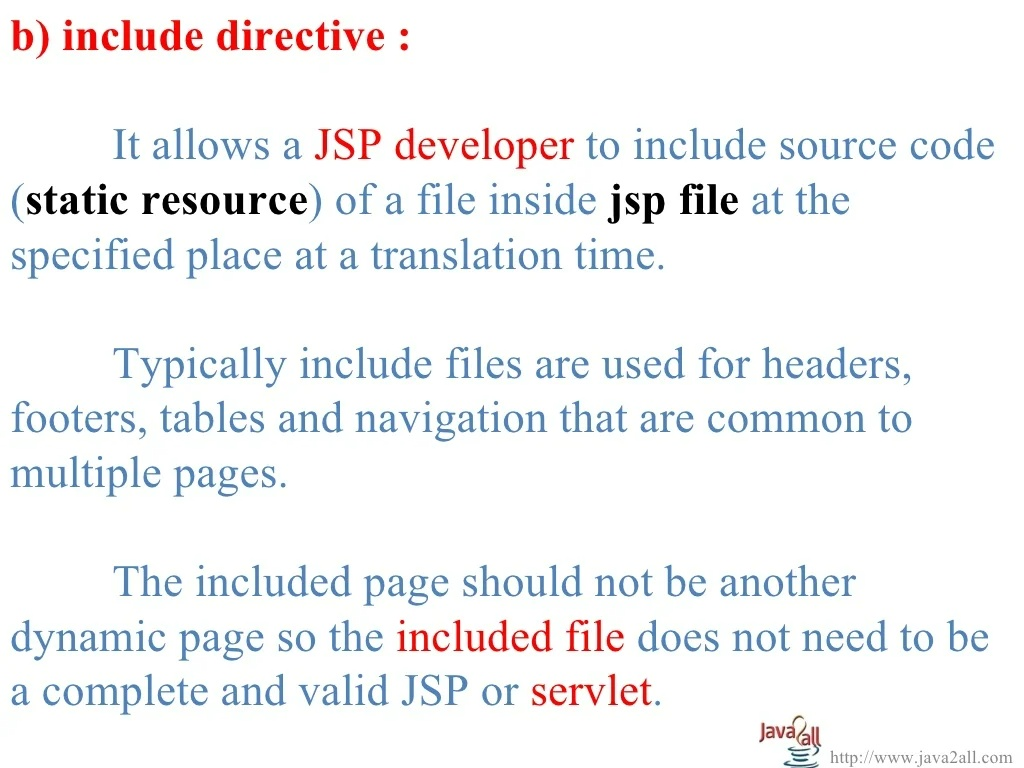 b) include directive :
It allows a JSP developer to include source code
(static resource) of a file inside jsp file at the
specified place at a translation time.
Typically include files are used for headers,
footers, tables and navigation that are common to
multiple pages.
The included page should not be another
dynamic page so the included file does not need to be
a complete and valid JSP or servlet.
Java2all
http://www.java2all.com